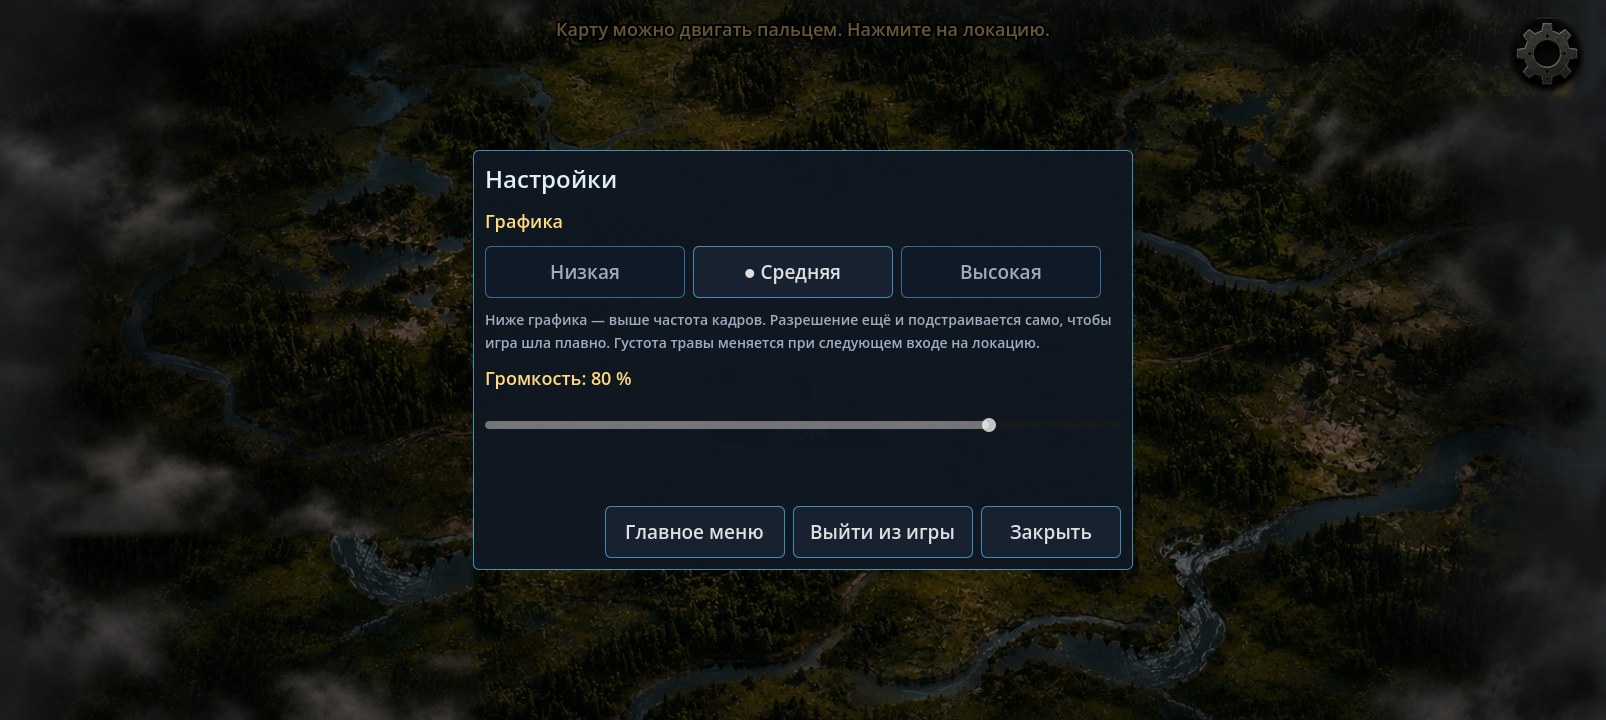 Карту можно двигать пальцем. Нажмите на локацию.
Настройки
Графика
Низкая
● Средняя
Высокая
Ниже графика — выше частота кадров. Разрешение ещё и подстраивается само, чтобы
игра шла плавно. Густота травы меняется при следующем входе на локацию.
Громкость: 80 %
Главное меню
Выйти из игры
Закрыть